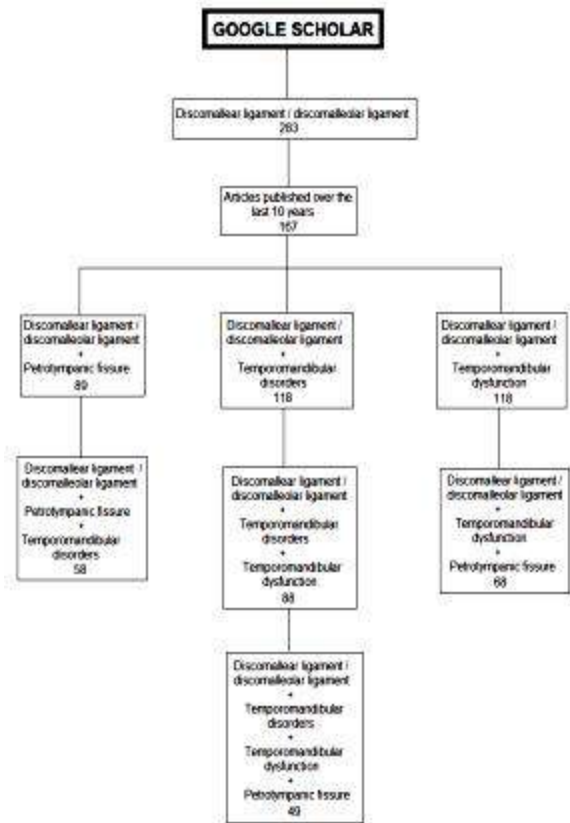 GOOGLE SCHOLAR
Discomallear ligament / discomalleolar ligament
263
Articles published over the
last 10 years
167
Discomallear ligament /
discomalleolar ligament
+
Petrotympanic fissure
89
Discomallear ligament /
discomalleolar ligament
+
Temporomandibular
disorders
118
Discomallear ligament /
discomalleolar ligament
+
Temporomandibular
dysfunction
118
Discomallear ligament /
discomalleolar ligament
+
Petrotympanic fissure
+
Temporomandibular
disorders
58
Discomallear ligament /
discomalleolar ligament
+
Temporomandibular
disorders
+
Temporomandibular
dysfunction
88
Discomallear ligament /
discomalleolar ligament
+
Temporomandibular
dysfunction
+
Petrotympanic fissure
68
Discomallear ligament /
discomalleolar ligament
+
Temporomandibular
disorders
+
Temporomandibular
dysfunction
+
Petrotympanic fissure
49